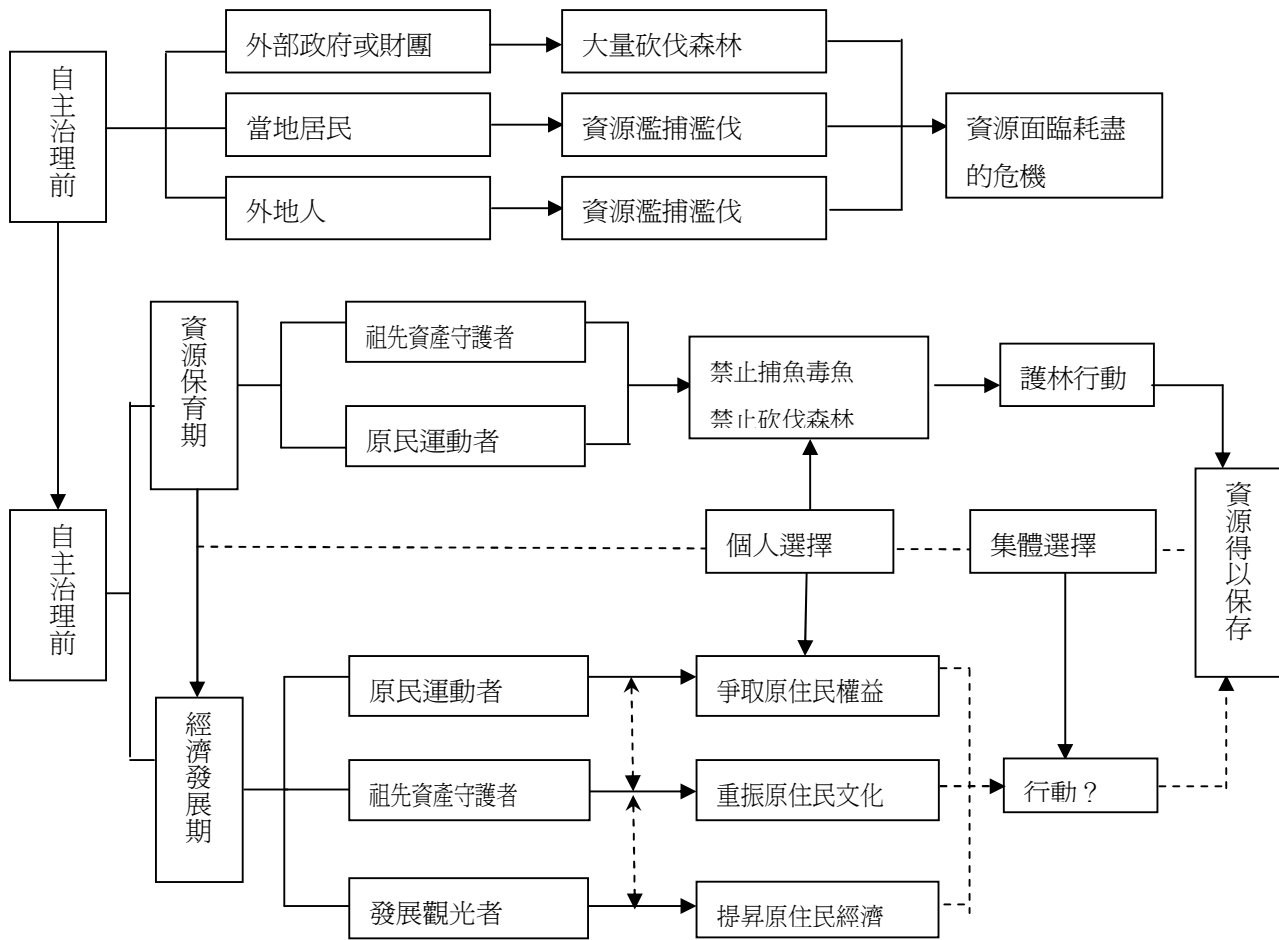 自主治理前
外部政府或財團
大量砍伐森林
當地居民
資源濫捕濫伐
外地人
資源濫捕濫伐
資源面臨耗盡
的危機
自主治理前
資源保育期
祖先資產守護者
原民運動者
禁止捕魚毒魚
禁止砍伐森林
護林行動
資源得以保存
個人選擇
集體選擇
經濟發展期
原民運動者
爭取原住民權益
祖先資產守護者
重振原住民文化
行動？
發展觀光者
提昇原住民經濟